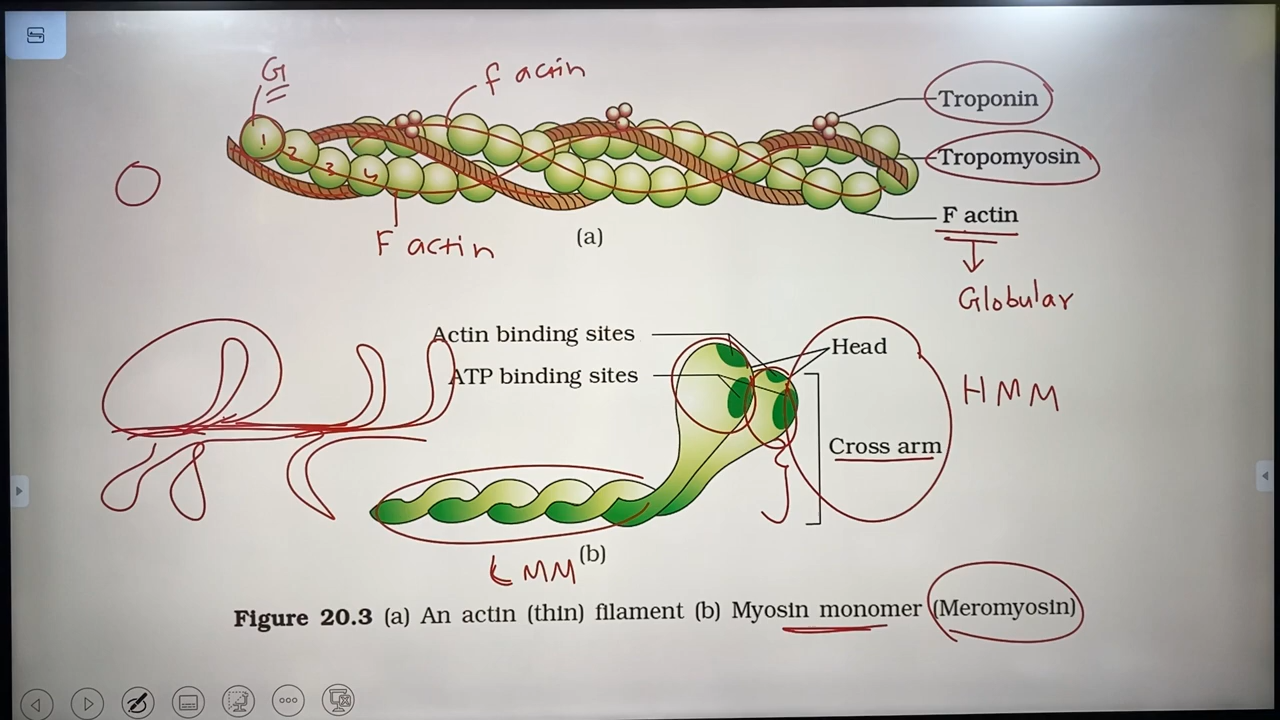 G
f actin
Troponin
1
2
3
4
Tropomyosin
F actin
F actin
(a)
Globular
Actin binding sites
Head
ATP binding sites
HMM
Cross arm
(b)
LMM
Figure 20.3 (a) An actin (thin) filament (b) Myosin monomer (Meromyosin)